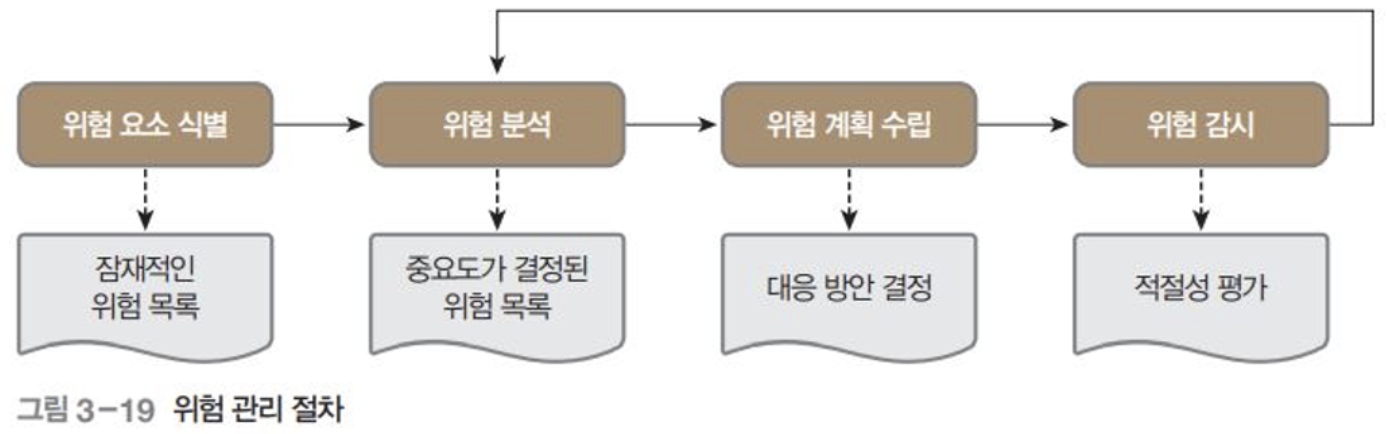 위험 요소 식별
위험 분석
위험 계획 수립
위험 감시
잠재적인
위험 목록
중요도가 결정된
위험 목록
대응 방안 결정
적절성 평가
그림 3-19 위험 관리 절차